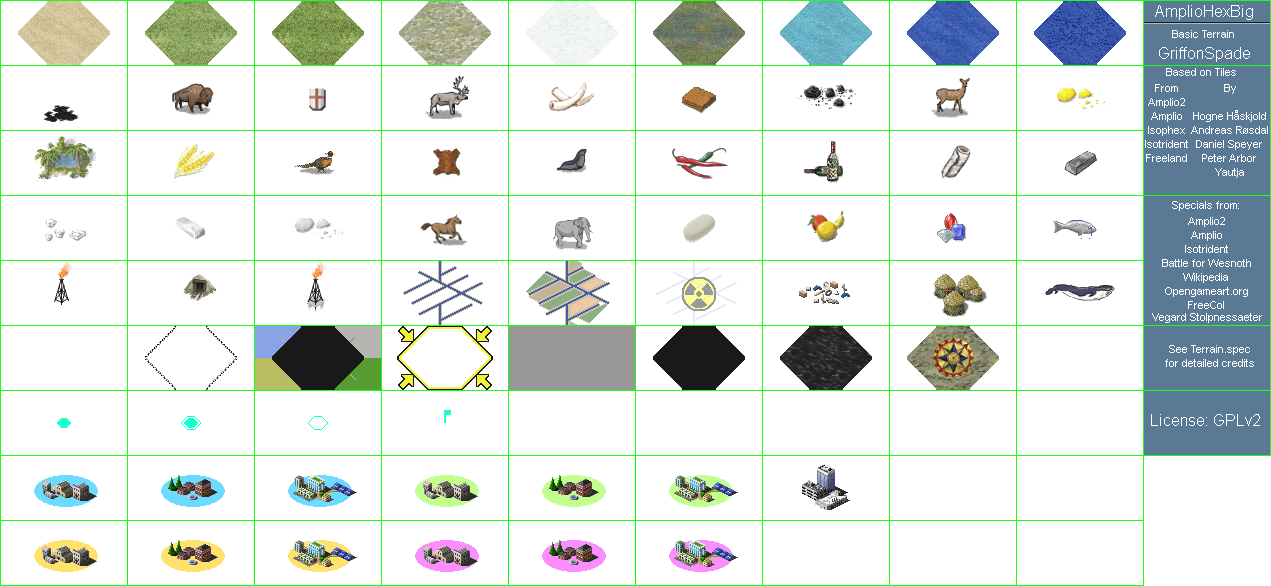 AmplioHexBig
Basic Terrain
GriffonSpade
Based on Tiles
From By
Amplio2
Amplio Hogne Håskjold
Isophex Andreas Røsdal
Isotrident Daniel Speyer
Freeland Peter Arbor
Yautja
Specials from:
Amplio2
Amplio
Isotrident
Battle for Wesnoth
Wikipedia
Opengameart.org
FreeCol
Vegard Stolpnessaeter
See Terrain.spec
for detailed credits
License: GPLv2